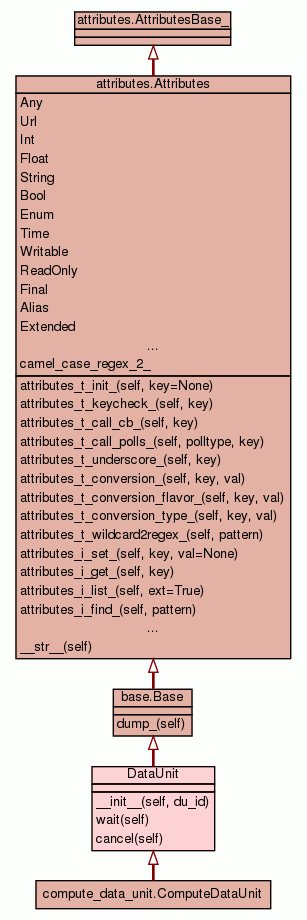 attributes.AttributesBase_
attributes.Attributes
Any
Url
Int
Float
String
Bool
Enum
Time
Writable
ReadOnly
Final
Alias
Extended
...
camel_case_regex_2_
attributes_t_init_(self, key=None)
attributes_t_keycheck_(self, key)
attributes_t_call_cb_(self, key)
attributes_t_call_polls_(self, polltype, key)
attributes_t_underscore_(self, key)
attributes_t_conversion_(self, key, val)
attributes_t_conversion_flavor_(self, key, val)
attributes_t_conversion_type_(self, key, val)
attributes_t_wildcard2regex_(self, pattern)
attributes_i_set_(self, key, val=None)
attributes_i_get_(self, key)
attributes_i_list_(self, ext=True)
attributes_i_find_(self, pattern)
...
__str__(self)
base.Base
dump_(self)
DataUnit
__init__(self, du_id)
wait(self)
cancel(self)
compute_data_unit.ComputeDataUnit